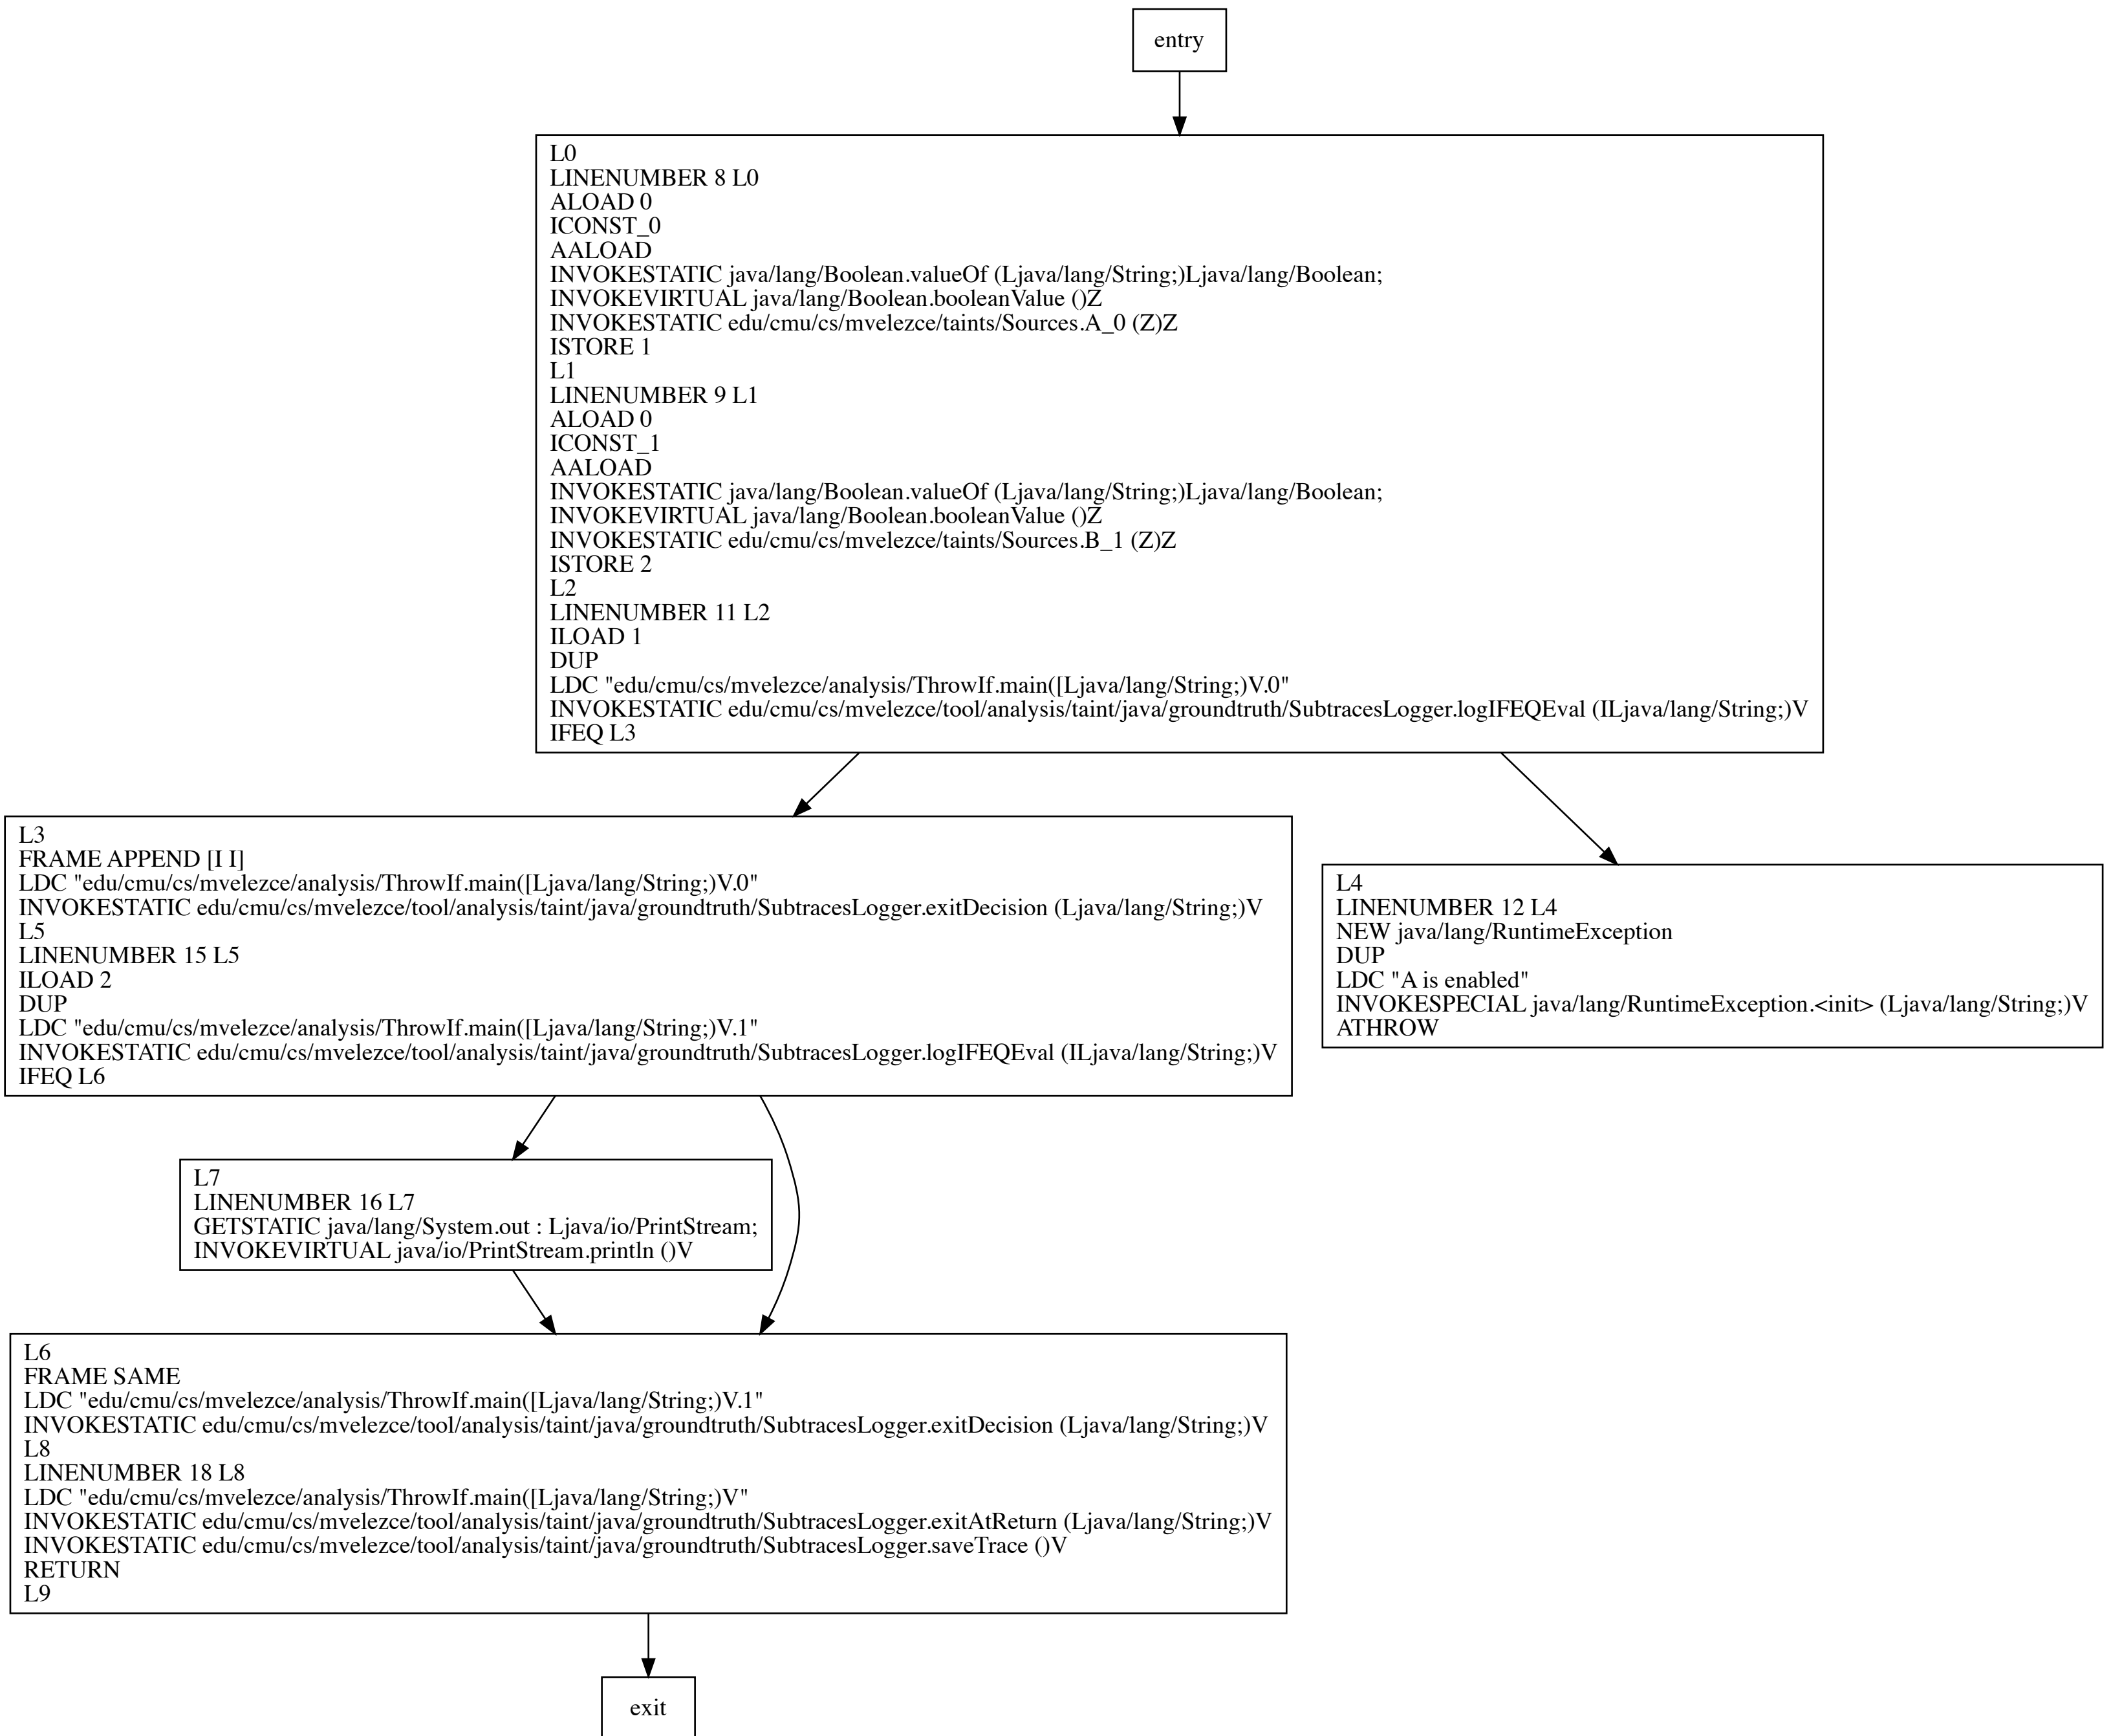 entry
L0
LINENUMBER 8 L0
ALOAD 0
ICONST_0
AALOAD
INVOKESTATIC java/lang/Boolean.valueOf (Ljava/lang/String;)Ljava/lang/Boolean;
INVOKEVIRTUAL java/lang/Boolean.booleanValue ()Z
INVOKESTATIC edu/cmu/cs/mvelezce/taints/Sources.A_0 (Z)Z
ISTORE 1
L1
LINENUMBER 9 L1
ALOAD 0
ICONST_1
AALOAD
INVOKESTATIC java/lang/Boolean.valueOf (Ljava/lang/String;)Ljava/lang/Boolean;
INVOKEVIRTUAL java/lang/Boolean.booleanValue ()Z
INVOKESTATIC edu/cmu/cs/mvelezce/taints/Sources.B_1 (Z)Z
ISTORE 2
L2
LINENUMBER 11 L2
ILOAD 1
DUP
LDC "edu/cmu/cs/mvelezce/analysis/ThrowIf.main([Ljava/lang/String;)V.0"
INVOKESTATIC edu/cmu/cs/mvelezce/tool/analysis/taint/java/groundtruth/SubtracesLogger.logIFEQEval (ILjava/lang/String;)V
IFEQ L3
L3
FRAME APPEND [I I]
LDC "edu/cmu/cs/mvelezce/analysis/ThrowIf.main([Ljava/lang/String;)V.0"
INVOKESTATIC edu/cmu/cs/mvelezce/tool/analysis/taint/java/groundtruth/SubtracesLogger.exitDecision (Ljava/lang/String;)V
L5
LINENUMBER 15 L5
ILOAD 2
DUP
LDC "edu/cmu/cs/mvelezce/analysis/ThrowIf.main([Ljava/lang/String;)V.1"
INVOKESTATIC edu/cmu/cs/mvelezce/tool/analysis/taint/java/groundtruth/SubtracesLogger.logIFEQEval (ILjava/lang/String;)V
IFEQ L6
L4
LINENUMBER 12 L4
NEW java/lang/RuntimeException
DUP
LDC "A is enabled"
INVOKESPECIAL java/lang/RuntimeException.<init> (Ljava/lang/String;)V
ATHROW
L7
LINENUMBER 16 L7
GETSTATIC java/lang/System.out : Ljava/io/PrintStream;
INVOKEVIRTUAL java/io/PrintStream.println ()V
L6
FRAME SAME
LDC "edu/cmu/cs/mvelezce/analysis/ThrowIf.main([Ljava/lang/String;)V.1"
INVOKESTATIC edu/cmu/cs/mvelezce/tool/analysis/taint/java/groundtruth/SubtracesLogger.exitDecision (Ljava/lang/String;)V
L8
LINENUMBER 18 L8
LDC "edu/cmu/cs/mvelezce/analysis/ThrowIf.main([Ljava/lang/String;)V"
INVOKESTATIC edu/cmu/cs/mvelezce/tool/analysis/taint/java/groundtruth/SubtracesLogger.exitAtReturn (Ljava/lang/String;)V
INVOKESTATIC edu/cmu/cs/mvelezce/tool/analysis/taint/java/groundtruth/SubtracesLogger.saveTrace ()V
RETURN
L9
exit